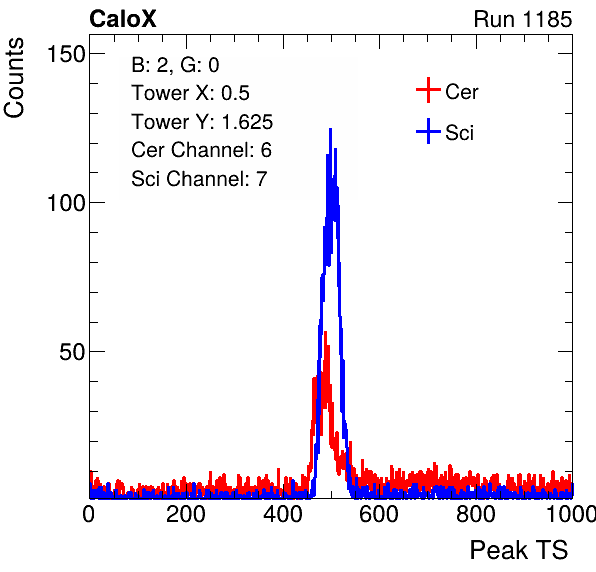 CaloX Run 1185
Counts
150
100
50
B: 2, G: 0
Tower X: 0.5
Tower Y: 1.625
Cer Channel: 6
Sci Channel: 7
Cer
Sci
0 200 400 600 800 1000
Peak TS